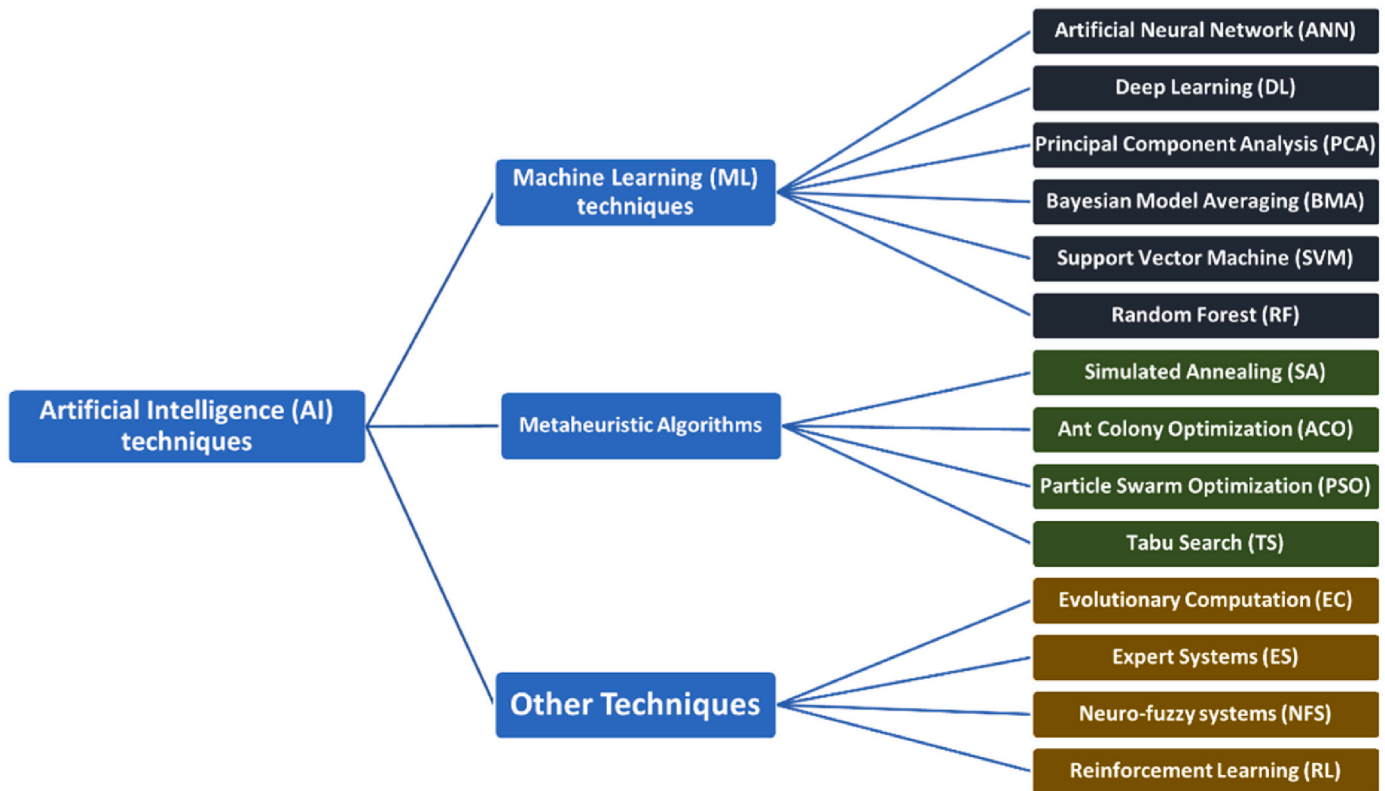 Artificial Intelligence (AI)
techniques
Machine Learning (ML)
techniques
Artificial Neural Network (ANN)
Deep Learning (DL)
Principal Component Analysis (PCA)
Bayesian Model Averaging (BMA)
Support Vector Machine (SVM)
Random Forest (RF)
Metaheuristic Algorithms
Simulated Annealing (SA)
Ant Colony Optimization (ACO)
Particle Swarm Optimization (PSO)
Tabu Search (TS)
Other Techniques
Evolutionary Computation (EC)
Expert Systems (ES)
Neuro-fuzzy systems (NFS)
Reinforcement Learning (RL)